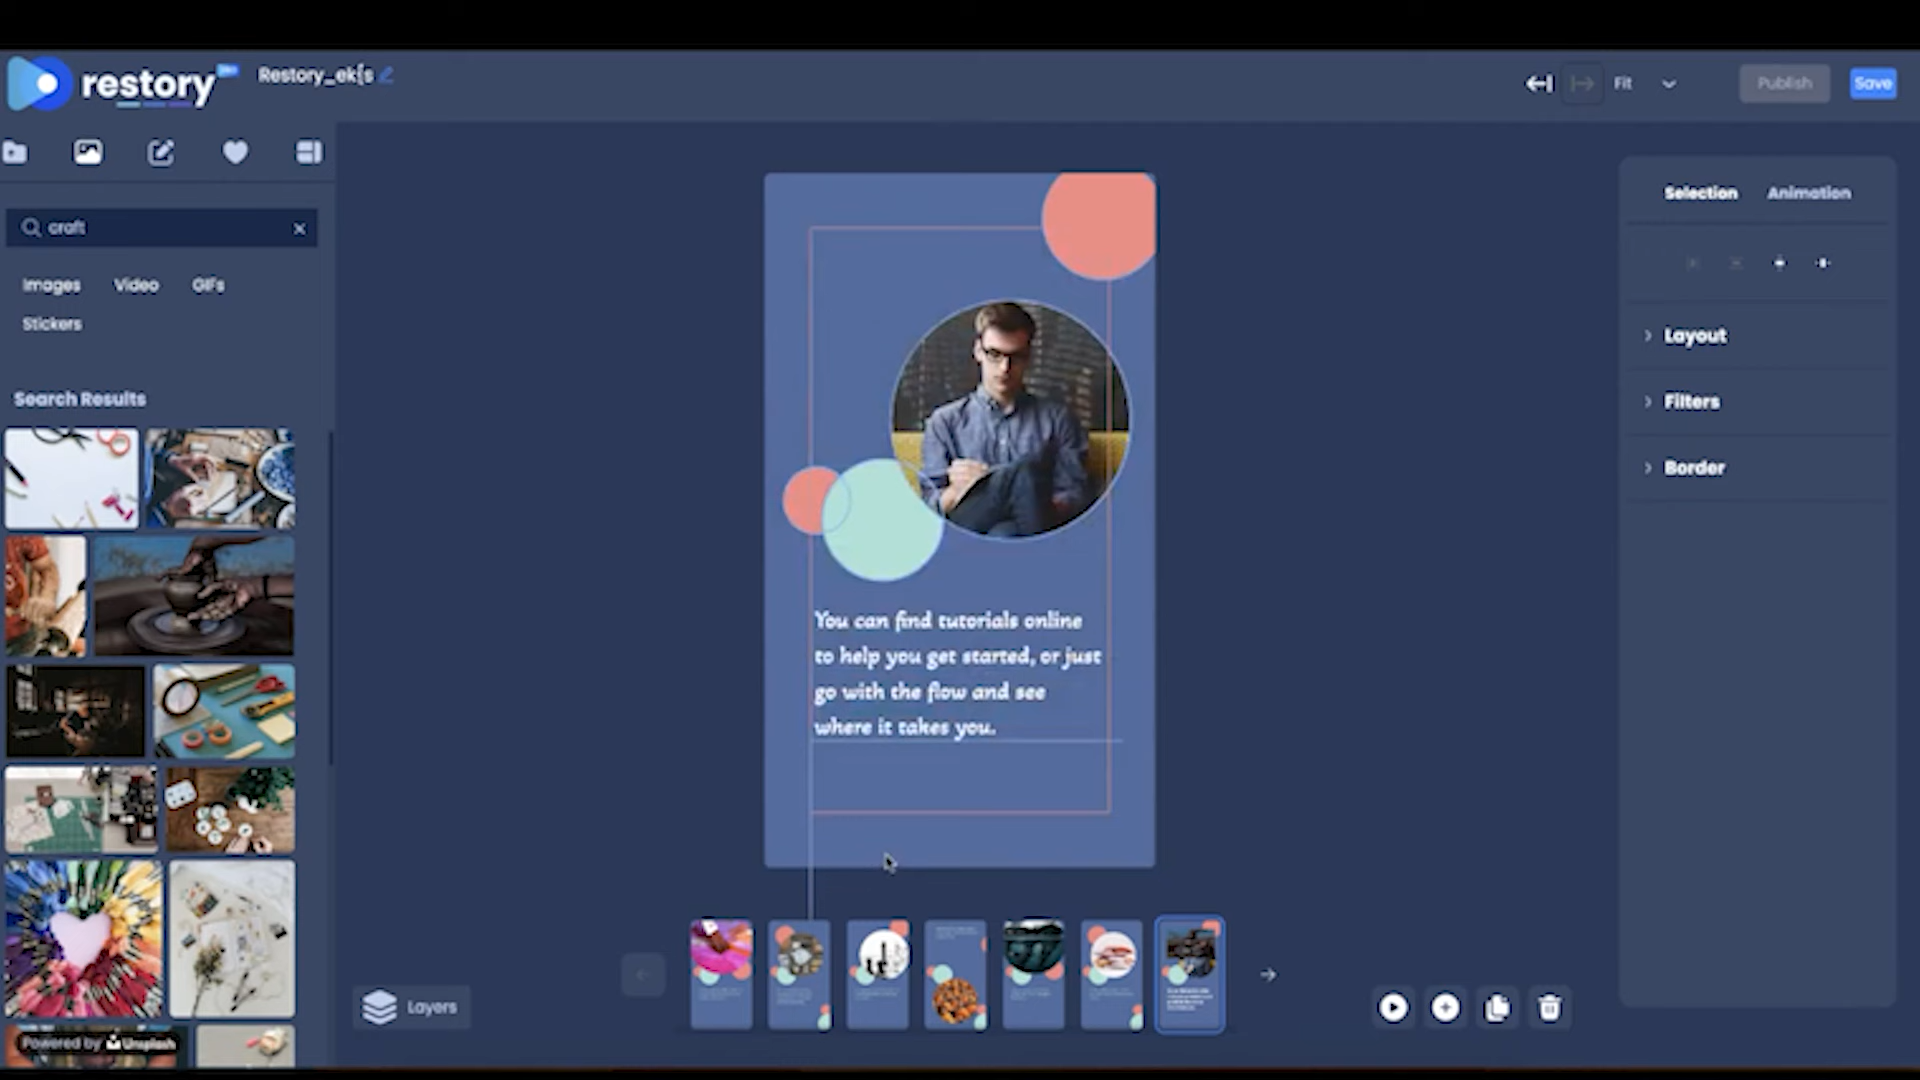 restory
Restory_ek{s
Fit
Publish
Save
craft
Images
Video
GIFs
Stickers
Search Results
Powered by Unsplash
You can find tutorials online
to help you get started, or just
go with the flow and see
where it takes you.
Layers
Selection
Animation
Layout
Filters
Border